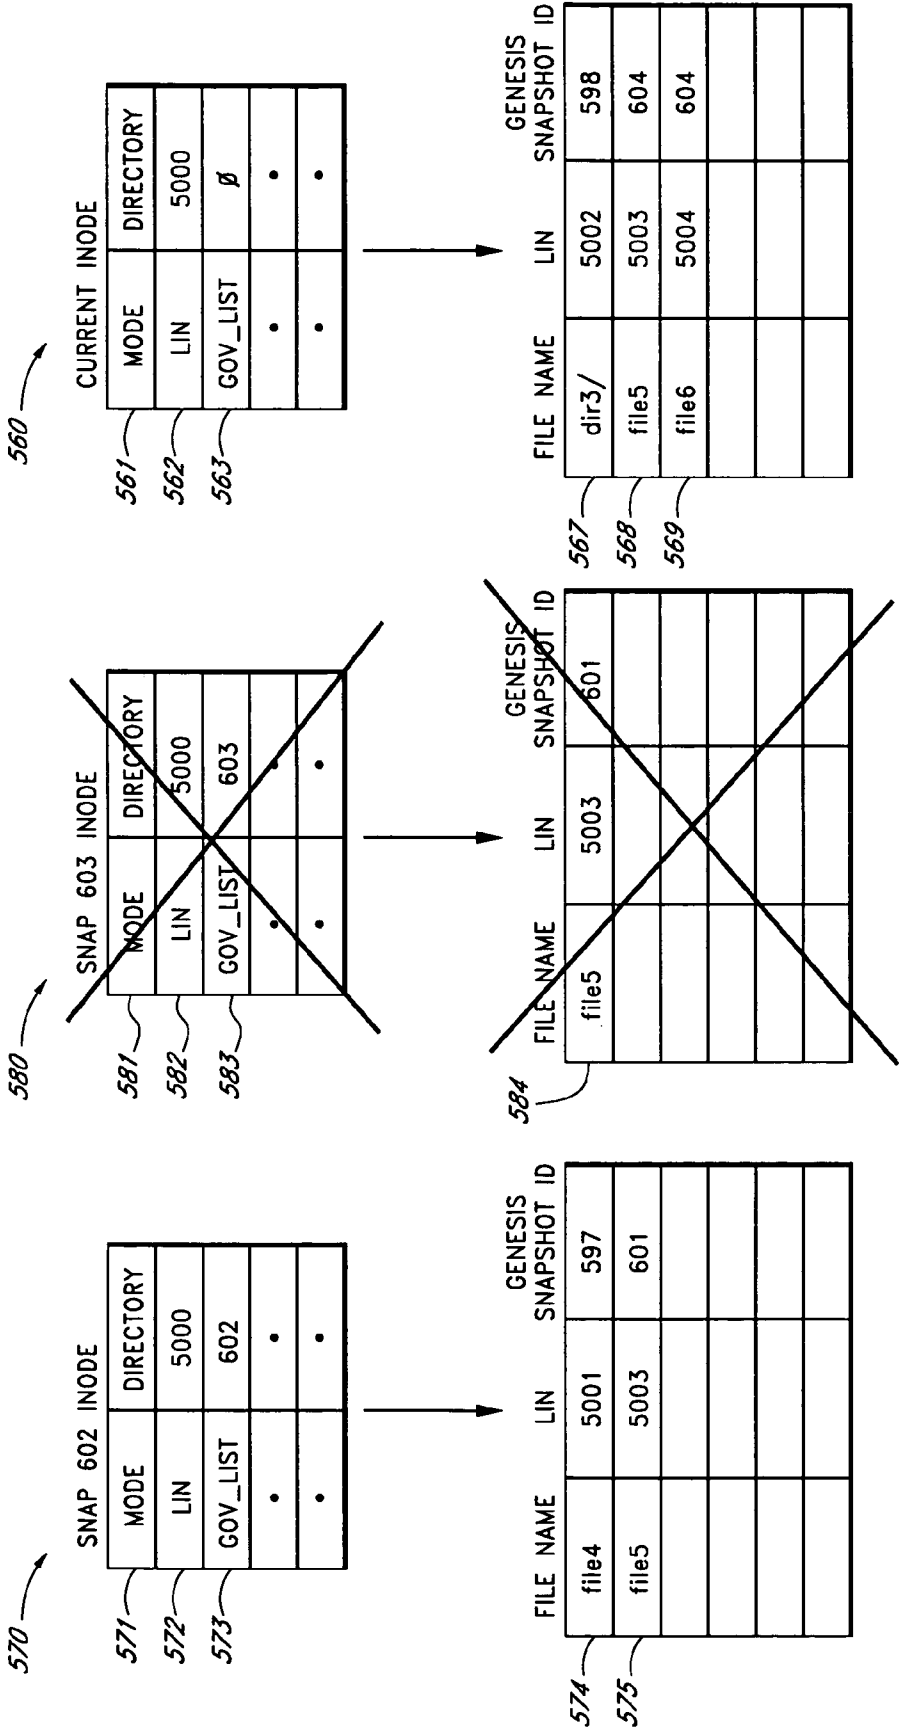 570
SNAP 602 INODE
571
MODE DIRECTORY
572
LIN 5000
573
GOV_LIST 602
• •
• •
FILE NAME LIN GENESIS SNAPSHOT ID
574
file4 5001 597
575
file5 5003 601
580
SNAP 603 INODE
581
MODE DIRECTORY
582
LIN 5000
583
GOV_LIST 603
• •
• •
FILE NAME LIN GENESIS SNAPSHOT ID
584
file5 5003 601
560
CURRENT INODE
561
MODE DIRECTORY
562
LIN 5000
563
GOV_LIST Ø
• •
• •
FILE NAME LIN GENESIS SNAPSHOT ID
567
dir3/ 5002 598
568
file5 5003 604
569
file6 5004 604